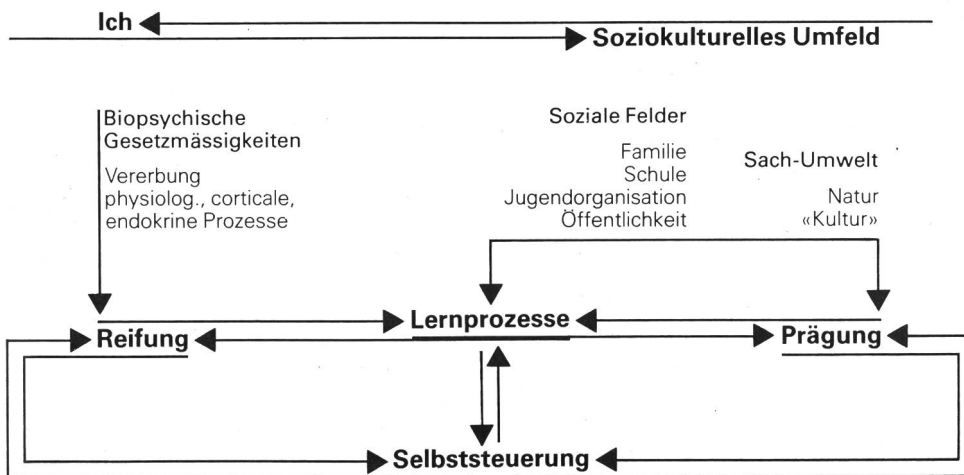 Ich
Soziokulturelles Umfeld
Biopsychische
Gesetzmässigkeiten
Vererbung
physiolog., corticale,
endokrine Prozesse
Soziale Felder
Familie
Schule
Jugendorganisation
Öffentlichkeit
Sach-Umwelt
Natur
«Kultur»
Reifung
Lernprozesse
Prägung
Selbststeuerung